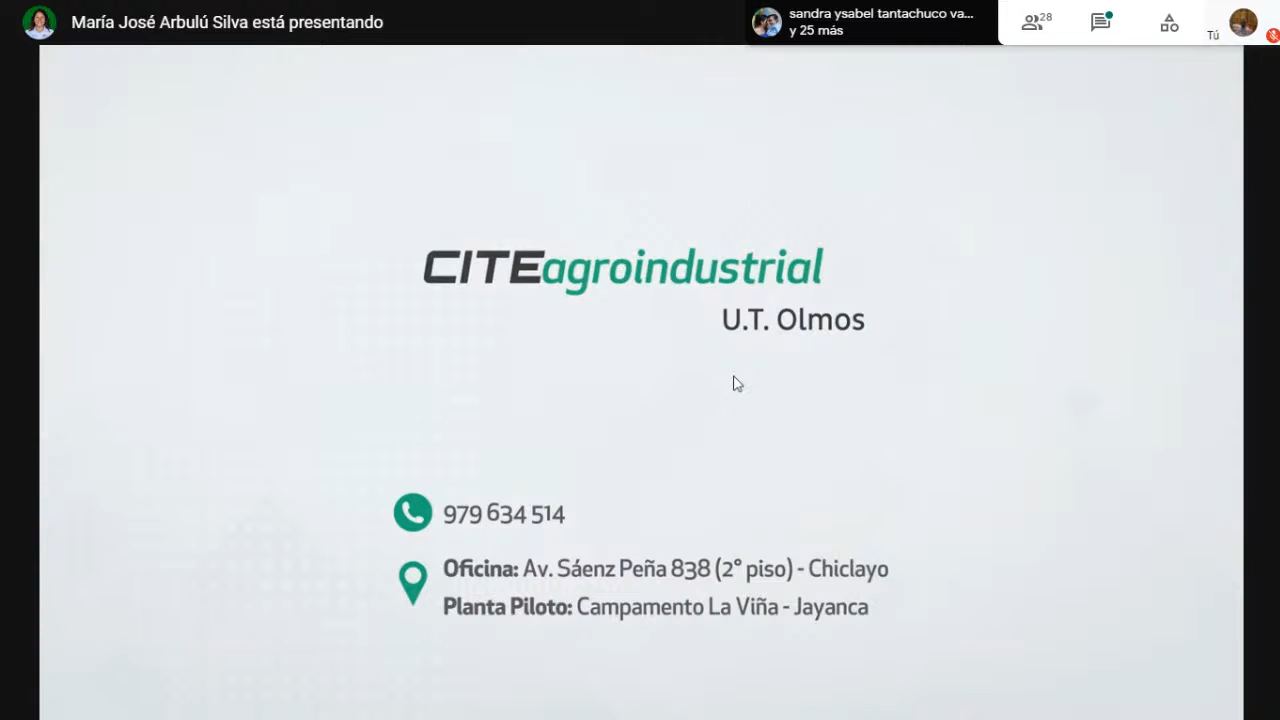 María José Arbulú Silva está presentando
sandra ysabel tantachuco va...
y 25 más
28
Tú
CITEagroindustrial
U.T. Olmos
979 634 514
Oficina: Av. Sáenz Peña 838 (2° piso) - Chiclayo
Planta Piloto: Campamento La Viña - Jayanca